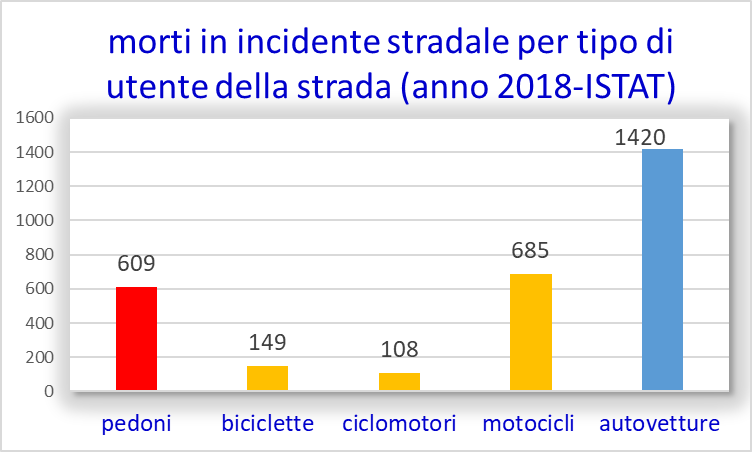 morti in incidente stradale per tipo di
utente della strada (anno 2018-ISTAT)
1600
1400
1200
1000
800
600
400
200
0
609
149
108
685
1420
pedoni
biciclette
ciclomotori
motocicli
autovetture